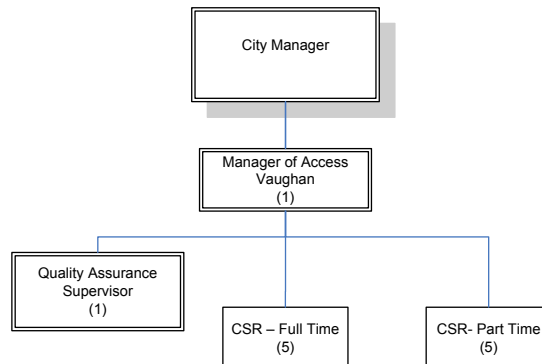 City Manager
Manager of Access
Vaughan
(1)
Quality Assurance
Supervisor
(1)
CSR – Full Time
(5)
CSR- Part Time
(5)